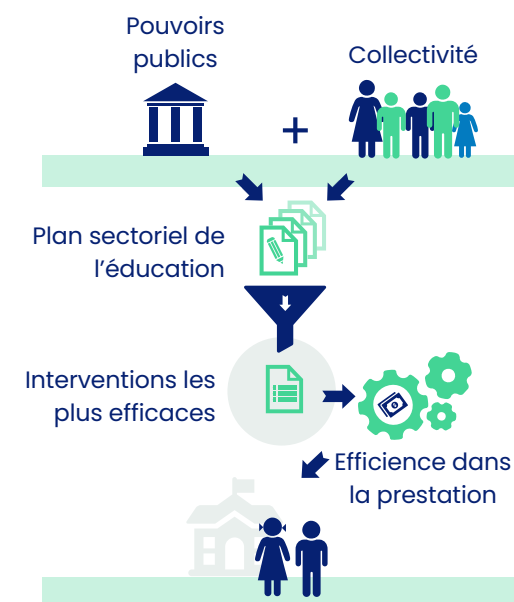 Pouvoirs
publics
Collectivité
Plan sectoriel de
l'éducation
Interventions les
plus efficaces
Efficience dans
la prestation